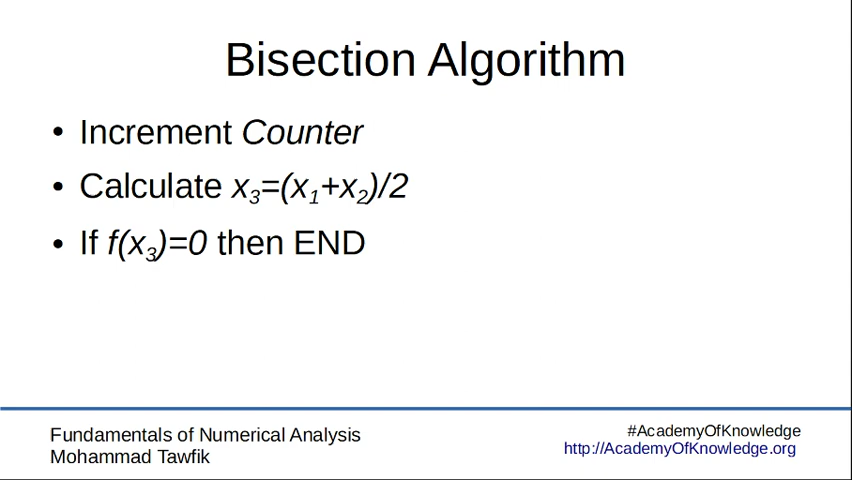 Bisection Algorithm
• Increment Counter
• Calculate x₃=(x₁+x₂)/2
• If f(x₃)=0 then END
Fundamentals of Numerical Analysis
Mohammad Tawfik
#AcademyOfKnowledge
http://AcademyOfKnowledge.org